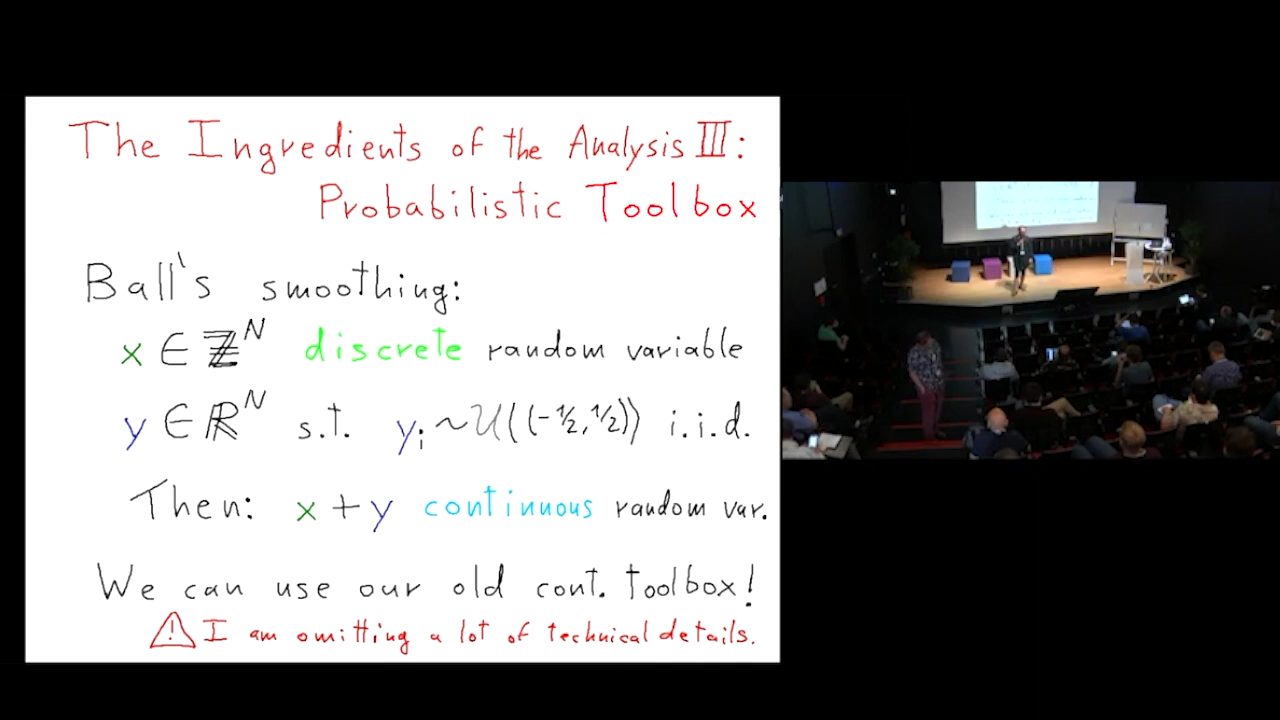 The Ingredients of the Analysis III:
Probabilistic Toolbox
Ball's smoothing:
x ∈ ℤ^N discrete random variable
y ∈ ℝ^N s.t. y_i ~ U((-1/2, 1/2)) i.i.d.
Then: x + y continuous random var.
We can use our old cont. toolbox!
⚠ I am omitting a lot of technical details.